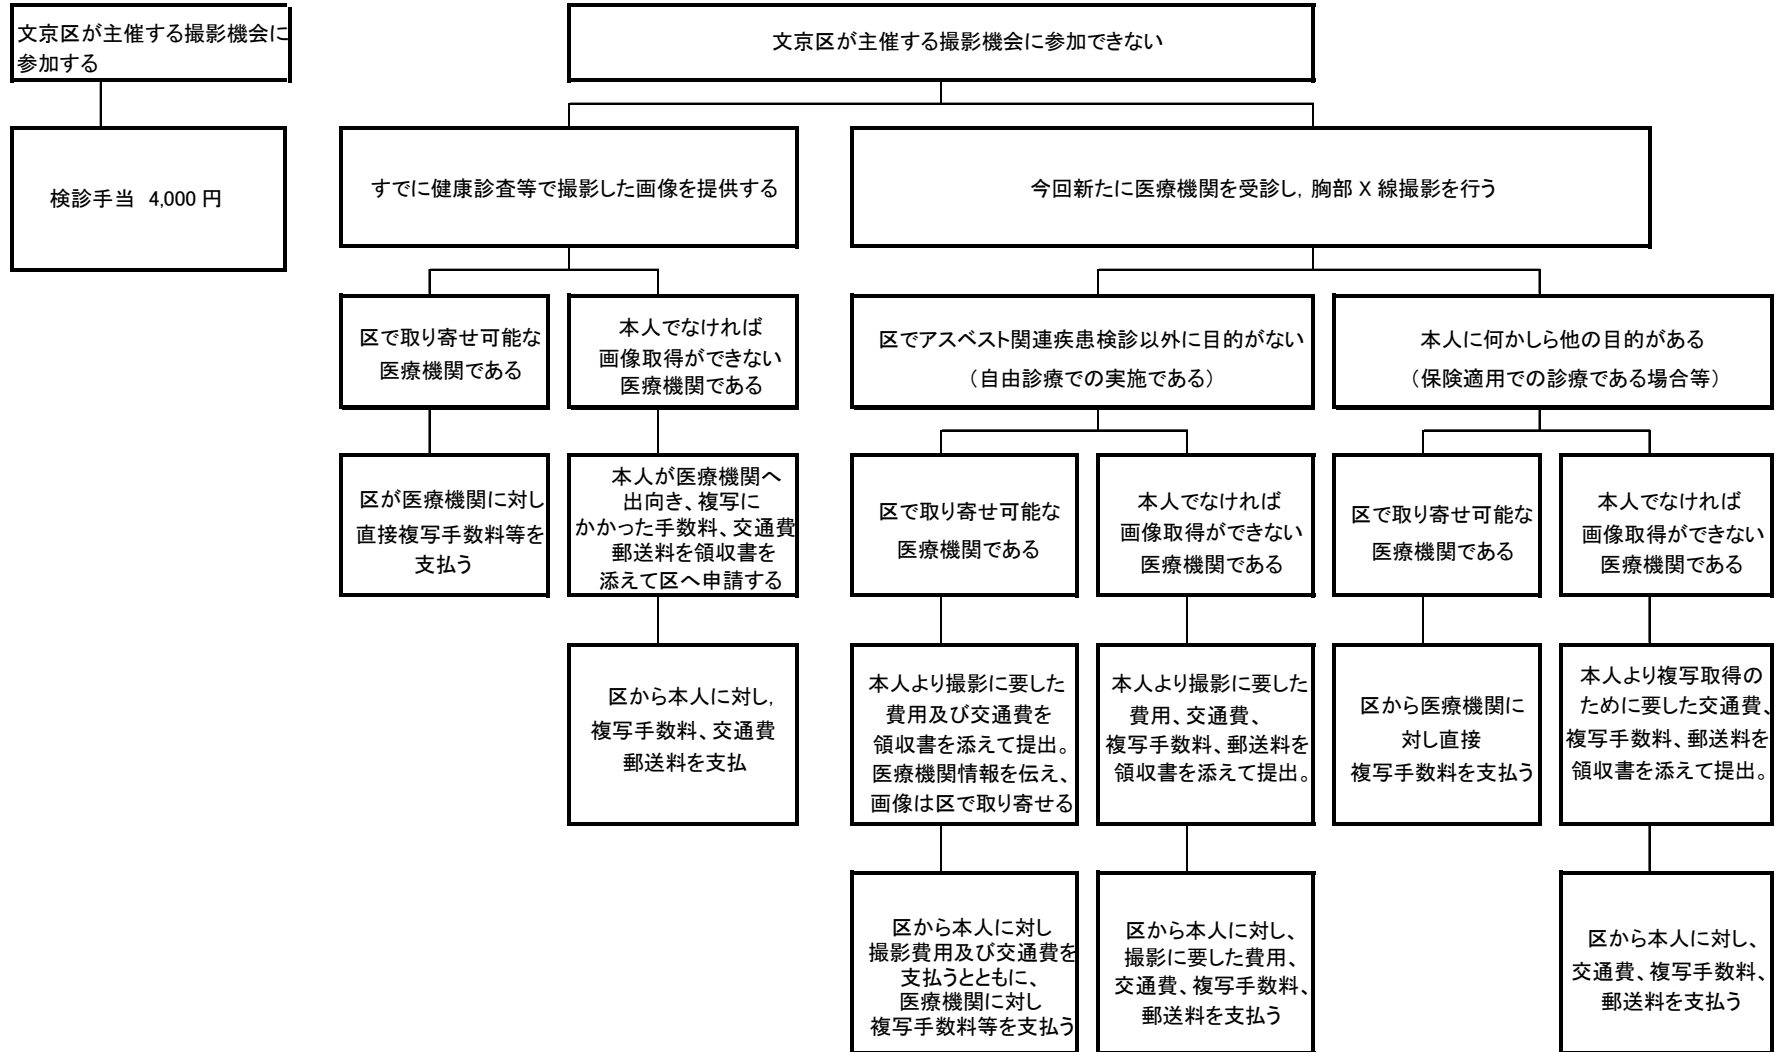 文京区が主催する撮影機会に
参加する
文京区が主催する撮影機会に参加できない
検診手当 4,000 円
すでに健康診査等で撮影した画像を提供する
今回新たに医療機関を受診し, 胸部 X 線撮影を行う
区で取り寄せ可能な
医療機関である
本人でなければ
画像取得ができない
医療機関である
区でアスベスト関連疾患検診以外に目的がない
（自由診療での実施である）
本人に何かしら他の目的がある
（保険適用での診療である場合等）
区が医療機関に対し
直接複写手数料等を
支払う
本人が医療機関へ
出向き、複写に
かかった手数料、交通費
郵送料を領収書を
添えて区へ申請する
区で取り寄せ可能な
医療機関である
本人でなければ
画像取得ができない
医療機関である
区で取り寄せ可能な
医療機関である
本人でなければ
画像取得ができない
医療機関である
区から本人に対し,
複写手数料、交通費
郵送料を支払
本人より撮影に要した
費用及び交通費を
領収書を添えて提出。
医療機関情報を伝え、
画像は区で取り寄せる
本人より撮影に要した
費用、交通費、
複写手数料、郵送料を
領収書を添えて提出。
区から医療機関に
対し直接
複写手数料を支払う
本人より複写取得の
ために要した交通費、
複写手数料、郵送料を
領収書を添えて提出。
区から本人に対し
撮影費用及び交通費を
支払うとともに、
医療機関に対し
複写手数料等を支払う
区から本人に対し、
撮影に要した費用、
交通費、複写手数料、
郵送料を支払う
区から本人に対し、
交通費、複写手数料、
郵送料を支払う